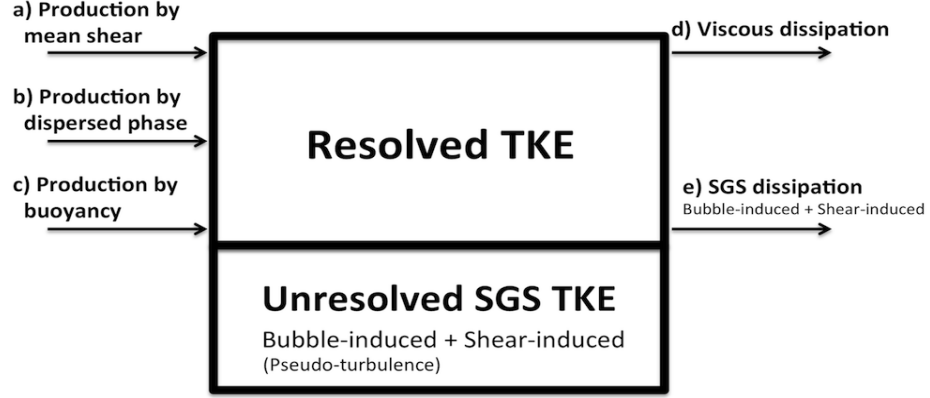 a) Production by
mean shear
b) Production by
dispersed phase
c) Production by
buoyancy
Resolved TKE
d) Viscous dissipation
e) SGS dissipation
Bubble-induced + Shear-induced
Unresolved SGS TKE
Bubble-induced + Shear-induced
(Pseudo-turbulence)